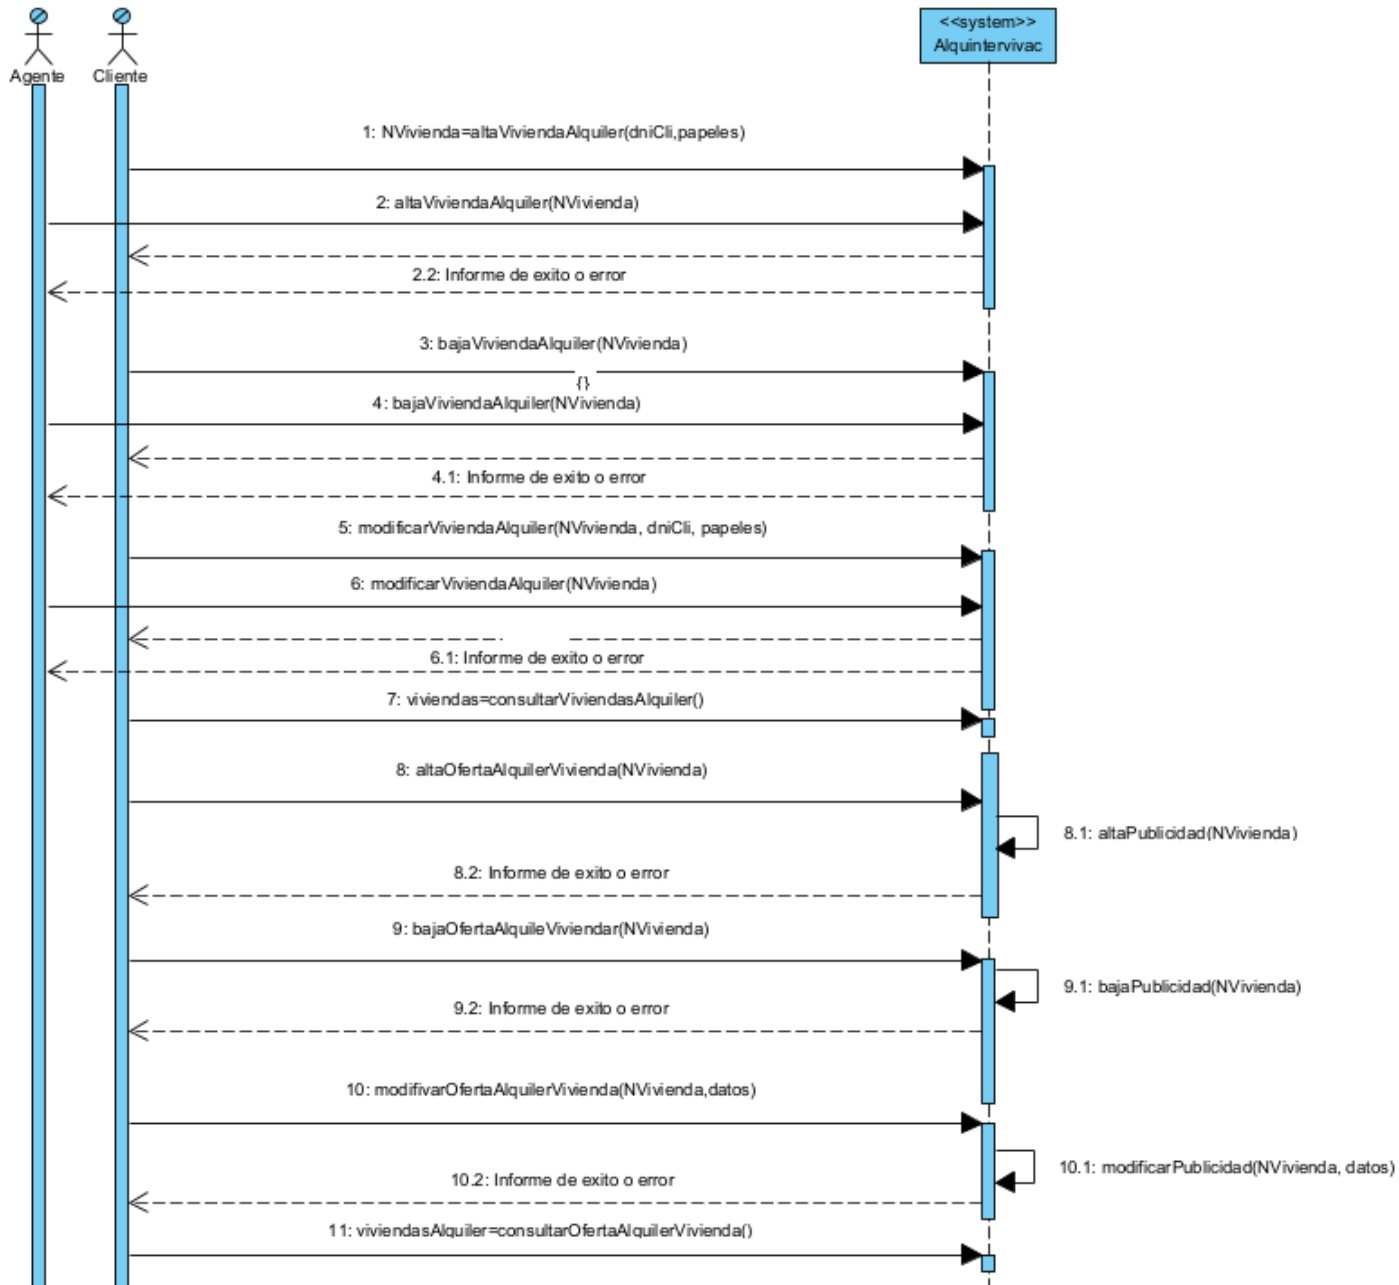 <<system>>
Alquintervivac
Agente
Cliente
1: NVivienda=altaViviendaAlquiler(dniCli,papeles)
2: altaViviendaAlquiler(NVivienda)
2.2: Informe de exito o error
3: bajaViviendaAlquiler(NVivienda)
{}
4: bajaViviendaAlquiler(NVivienda)
4.1: Informe de exito o error
5: modificarViviendaAlquiler(NVivienda, dniCli, papeles)
6: modificarViviendaAlquiler(NVivienda)
6.1: Informe de exito o error
7: viviendas=consultarViviendasAlquiler()
8: altaOfertaAlquilerVivienda(NVivienda)
8.1: altaPublicidad(NVivienda)
8.2: Informe de exito o error
9: bajaOfertaAlquileViviendar(NVivienda)
9.1: bajaPublicidad(NVivienda)
9.2: Informe de exito o error
10: modifivarOfertaAlquilerVivienda(NVivienda,datos)
10.1: modificarPublicidad(NVivienda, datos)
10.2: Informe de exito o error
11: viviendasAlquiler=consultarOfertaAlquilerVivienda()